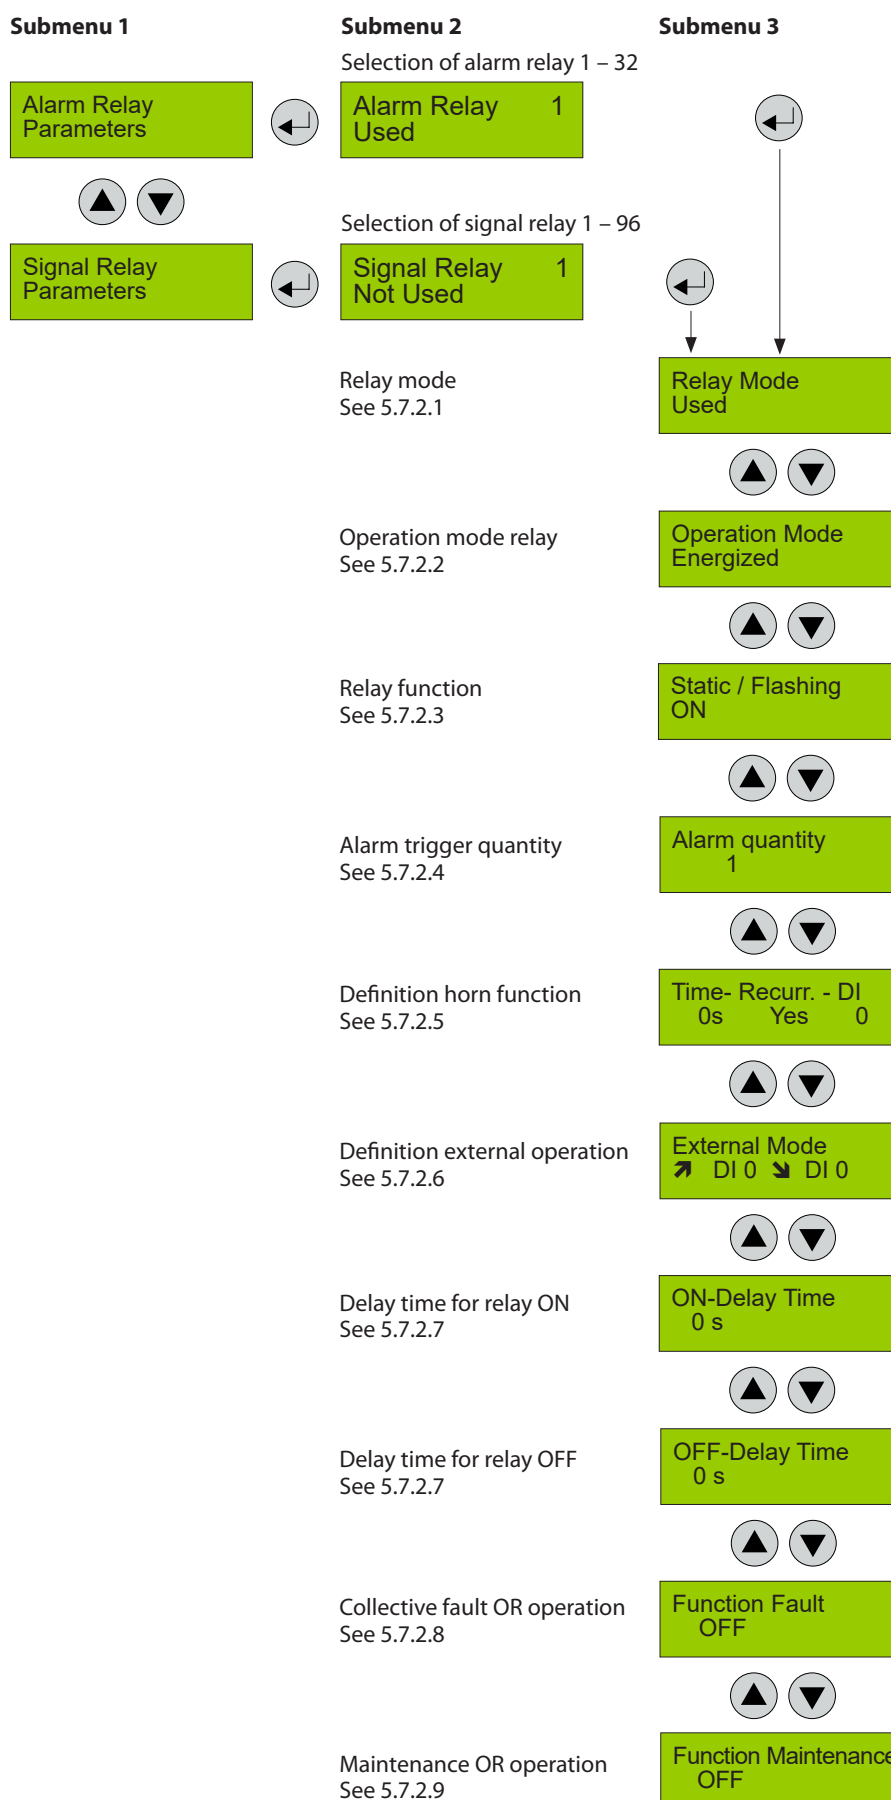 Submenu 1
Submenu 2
Submenu 3
Selection of alarm relay 1 – 32
Alarm Relay
Parameters
Alarm Relay 1
Used
Selection of signal relay 1 – 96
Signal Relay
Parameters
Signal Relay 1
Not Used
Relay mode
See 5.7.2.1
Relay Mode
Used
Operation mode relay
See 5.7.2.2
Operation Mode
Energized
Relay function
See 5.7.2.3
Static / Flashing
ON
Alarm trigger quantity
See 5.7.2.4
Alarm quantity
1
Definition horn function
See 5.7.2.5
Time- Recurr. - DI
0s Yes 0
Definition external operation
See 5.7.2.6
External Mode
↗ DI 0 ↘ DI 0
Delay time for relay ON
See 5.7.2.7
ON-Delay Time
0 s
Delay time for relay OFF
See 5.7.2.7
OFF-Delay Time
0 s
Collective fault OR operation
See 5.7.2.8
Function Fault
OFF
Maintenance OR operation
See 5.7.2.9
Function Maintenance
OFF